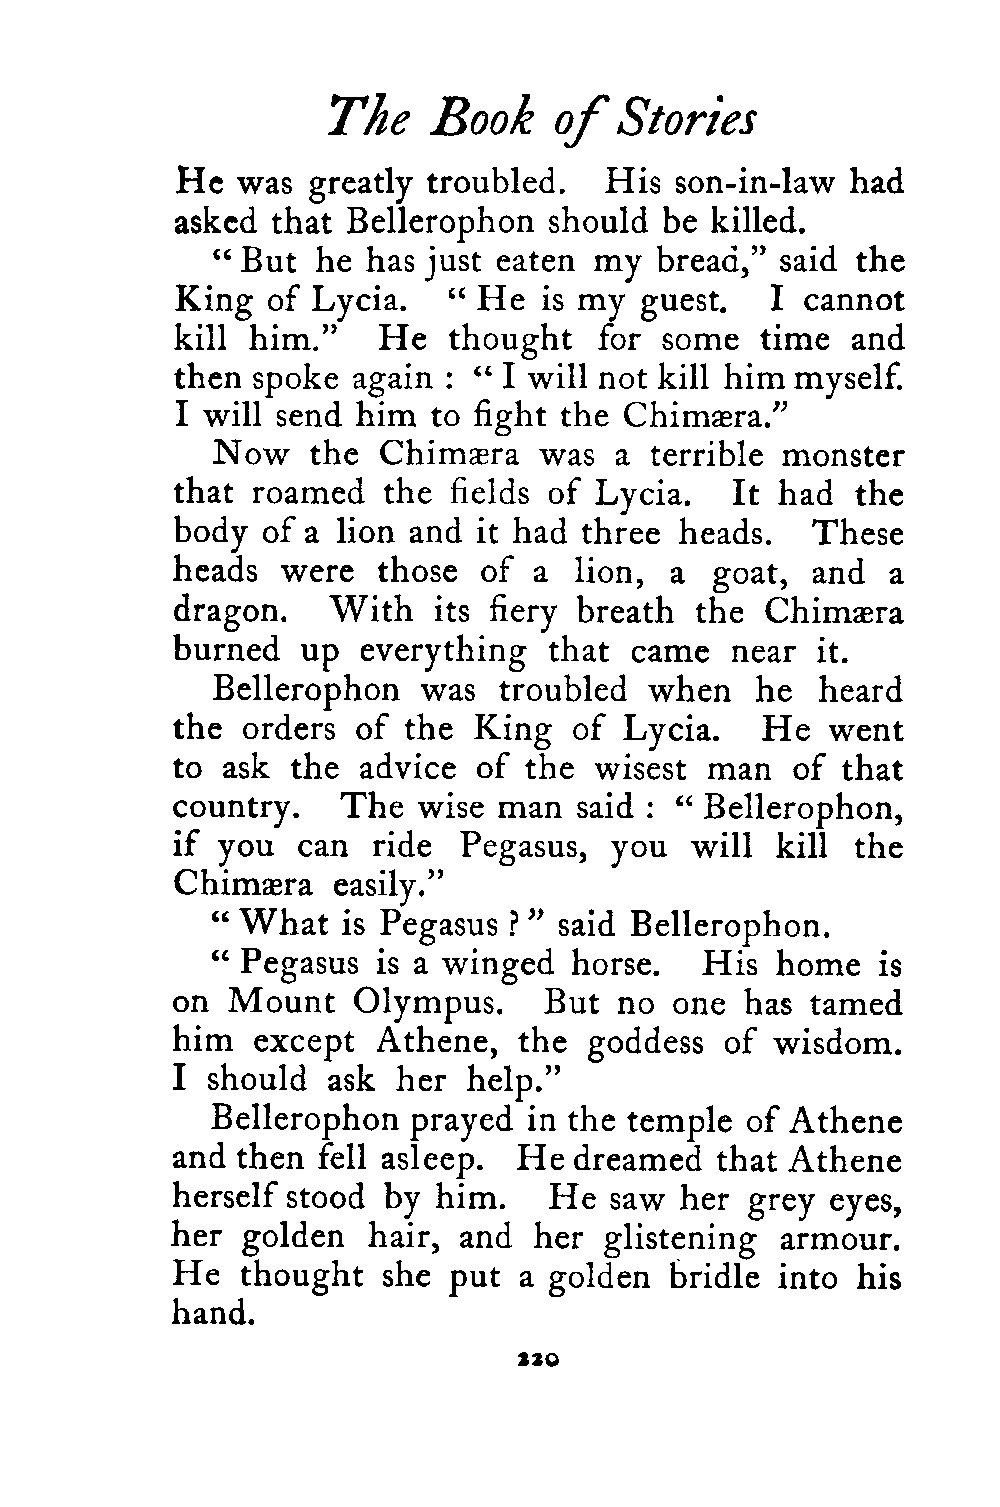 The Book of Stories
He was greatly troubled. His son-in-law had
asked that Bellerophon should be killed.
“ But he has just eaten my bread,” said the
King of Lycia. “ He is my guest. I cannot
kill him.” He thought for some time and
then spoke again : “ I will not kill him myself.
I will send him to fight the Chimæra.”
Now the Chimæra was a terrible monster
that roamed the fields of Lycia. It had the
body of a lion and it had three heads. These
heads were those of a lion, a goat, and a
dragon. With its fiery breath the Chimæra
burned up everything that came near it.
Bellerophon was troubled when he heard
the orders of the King of Lycia. He went
to ask the advice of the wisest man of that
country. The wise man said : “ Bellerophon,
if you can ride Pegasus, you will kill the
Chimæra easily.”
“ What is Pegasus ? ” said Bellerophon.
“ Pegasus is a winged horse. His home is
on Mount Olympus. But no one has tamed
him except Athene, the goddess of wisdom.
I should ask her help.”
Bellerophon prayed in the temple of Athene
and then fell asleep. He dreamed that Athene
herself stood by him. He saw her grey eyes,
her golden hair, and her glistening armour.
He thought she put a golden bridle into his
hand.
220